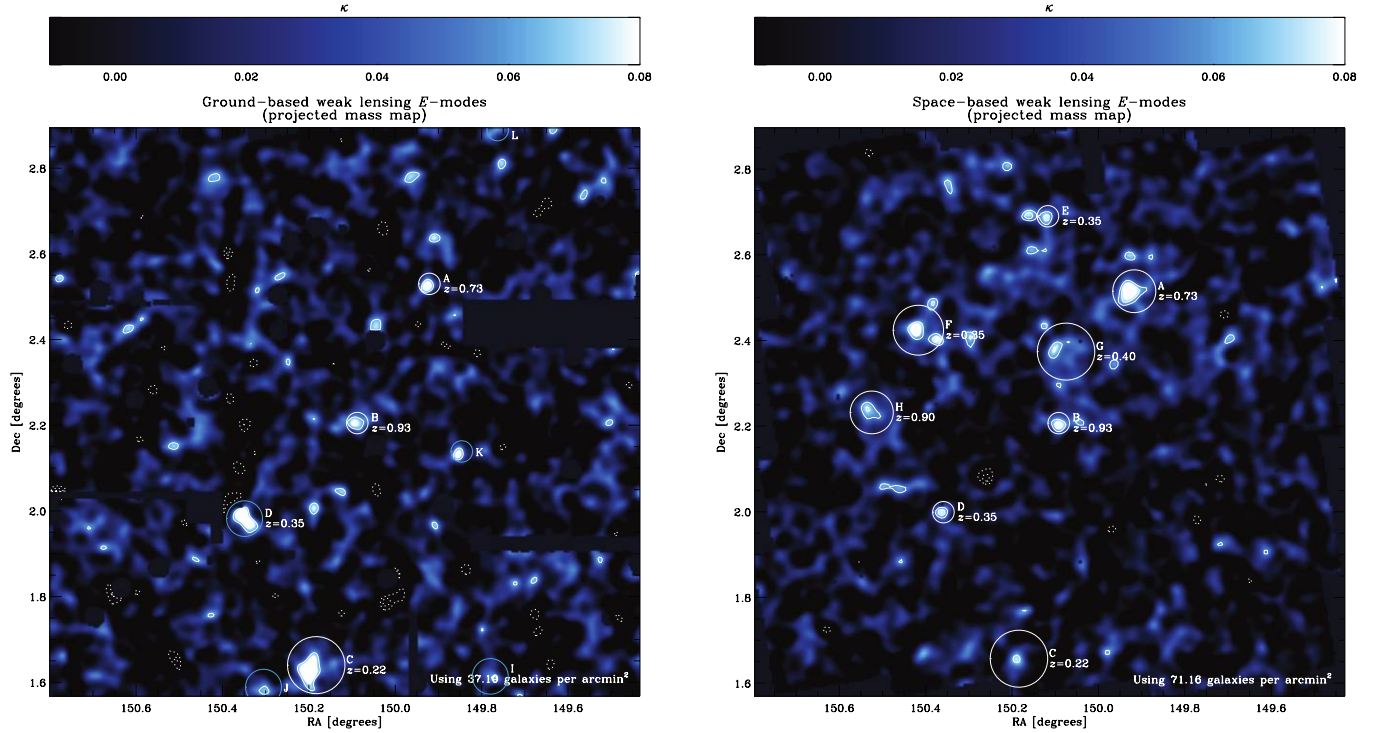 κ
0.00 0.02 0.04 0.06 0.08
Ground-based weak lensing E-modes
(projected mass map)
2.8
2.6
2.4
2.2
2.0
1.8
1.6
Dec [degrees]
L
A
z=0.73
B
z=0.93
K
D
z=0.35
C
z=0.22
J
I
Using 37.19 galaxies per arcmin²
150.6 150.4 150.2 150.0 149.8 149.6
RA [degrees]
κ
0.00 0.02 0.04 0.06 0.08
Space-based weak lensing E-modes
(projected mass map)
2.8
2.6
2.4
2.2
2.0
1.8
1.6
Dec [degrees]
E
z=0.35
A
z=0.73
F
z=0.35
G
z=0.40
H
z=0.90
B
z=0.93
D
z=0.35
C
z=0.22
Using 71.16 galaxies per arcmin²
150.6 150.4 150.2 150.0 149.8 149.6
RA [degrees]